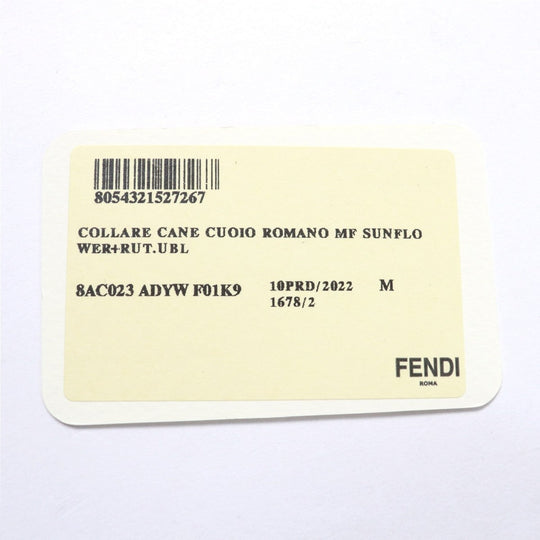 8054321527267
COLLARE CANE CUOIO ROMANO MF SUNFLO
WER+RUT.UBL
8AC023 ADYW F01K9 10PRD/2022 M
1678/2
FENDI
ROMA